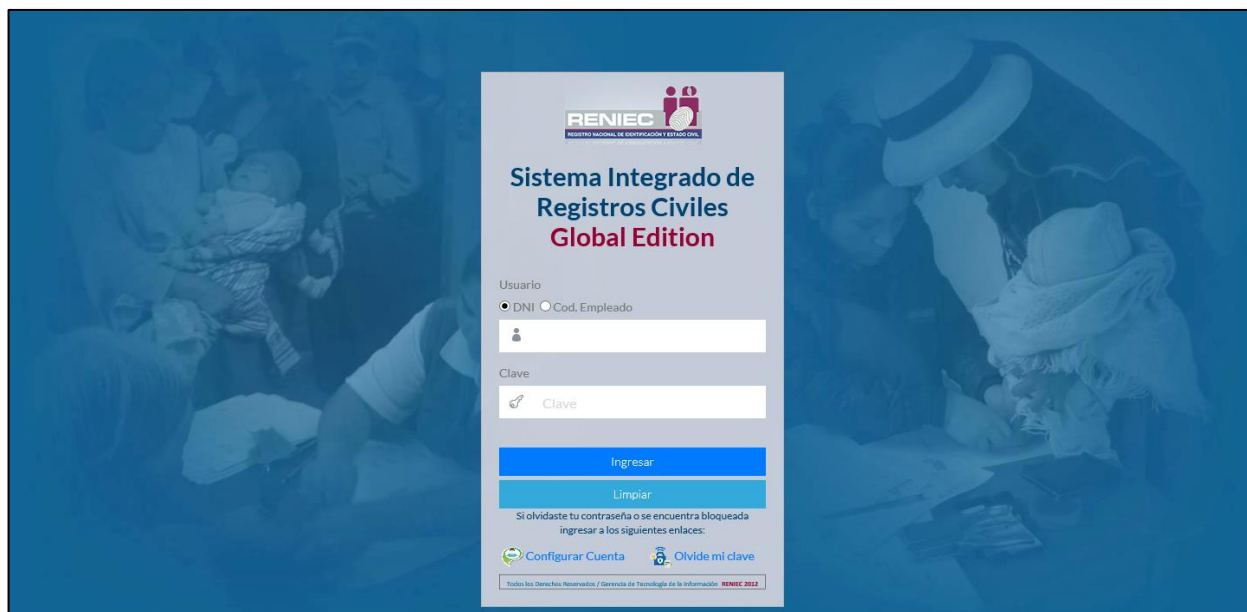 RENIEC
REGISTRO NACIONAL DE IDENTIFICACIÓN Y ESTADO CIVIL
Sistema Integrado de
Registros Civiles
Global Edition
Usuario
DNI Cod. Empleado
Clave
Clave
Ingresar
Limpiar
Si olvidaste tu contraseña o se encuentra bloqueada
ingresar a los siguientes enlaces:
Configurar Cuenta Olvide mi clave
Todos los Derechos Reservados / Gerencia de Tecnología de la Información RENIEC 2012